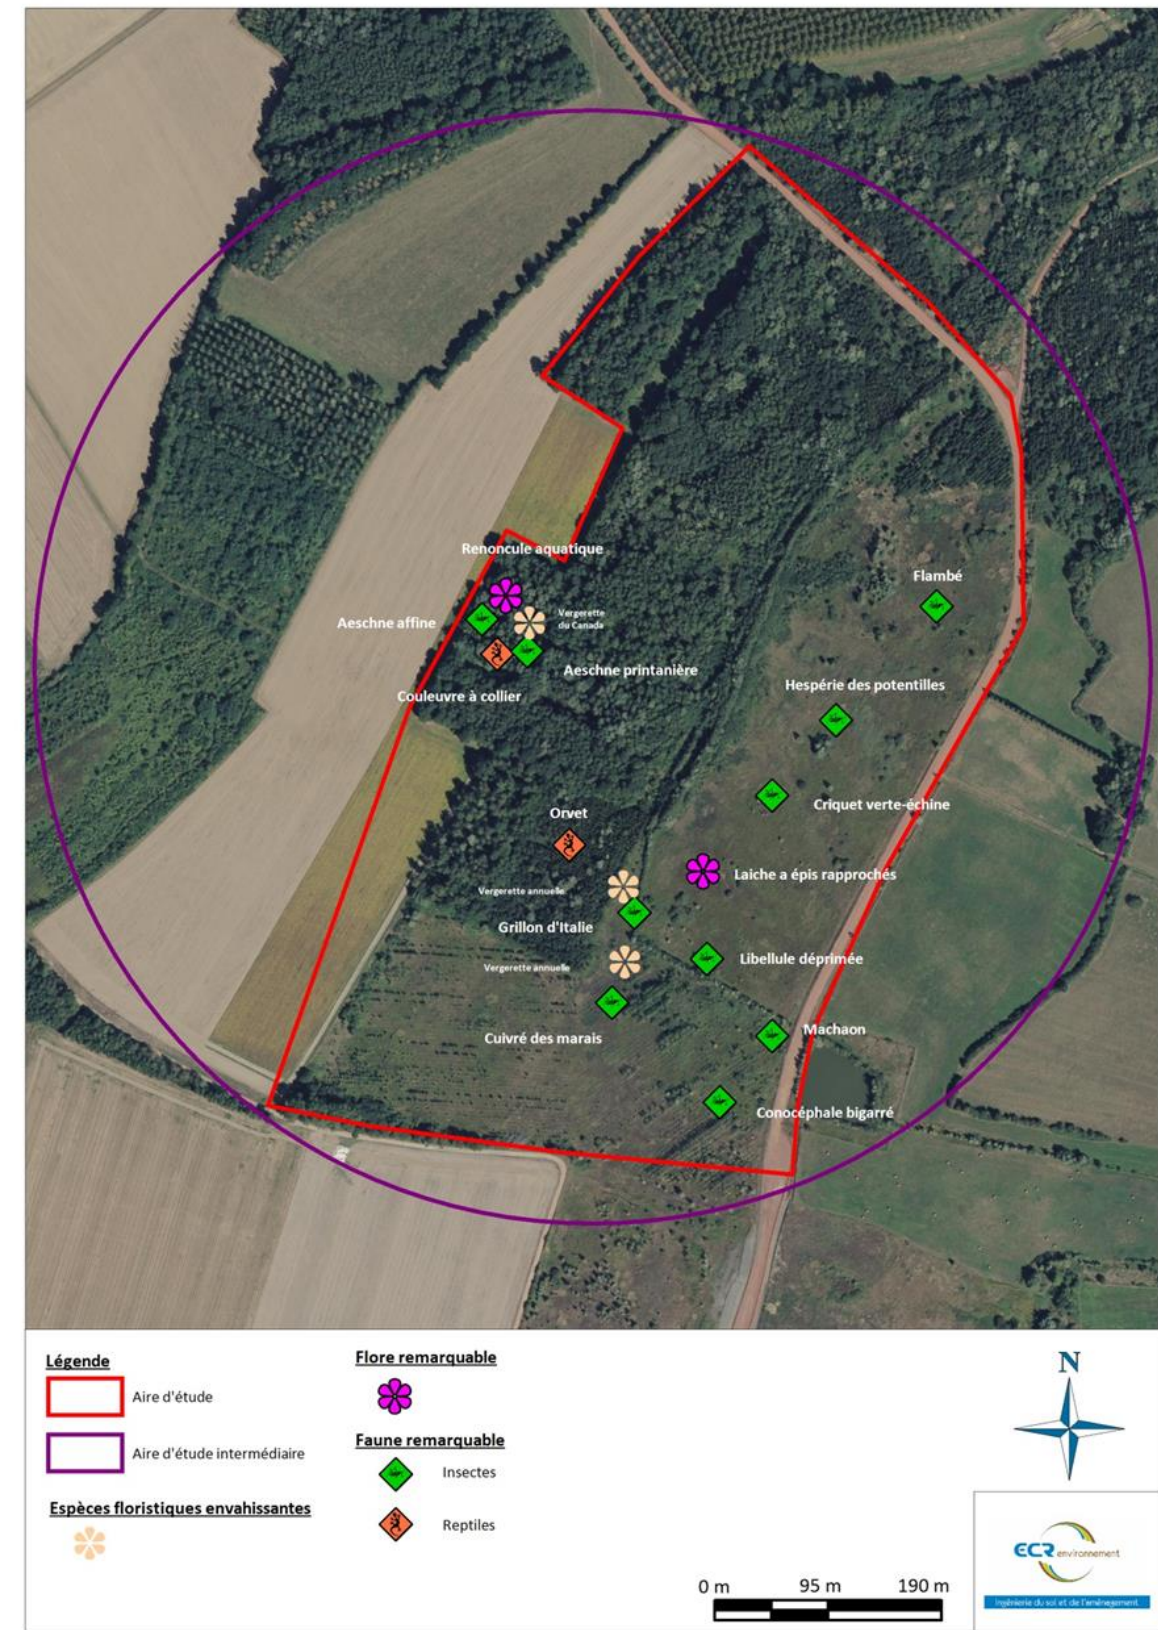 Renoncule aquatique
Flambé
Vergerette
du Canada
Aeschne affine
Aeschne printanière
Hespérie des potentilles
Couleuvre à collier
Criquet verte-échine
Orvet
Laiche a épis rapprochés
Vergerette annuelle
Grillon d'Italie
Libellule déprimée
Vergerette annuelle
Machaon
Cuivré des marais
Conocéphale bigarré
Légende
Aire d'étude
Aire d'étude intermédiaire
Espèces floristiques envahissantes
Flore remarquable
Faune remarquable
Insectes
Reptiles
N
0 m 95 m 190 m
ECR environnement
Ingénierie du sol et de l'aménagement